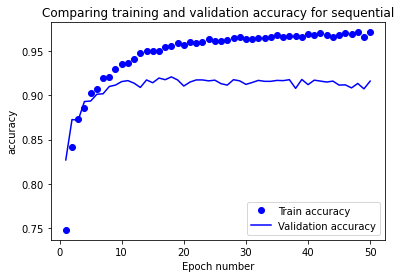 Comparing training and validation accuracy for sequential
accuracy
0.95
0.90
0.85
0.80
0.75
0
10
20
30
40
50
Epoch number
Train accuracy
Validation accuracy